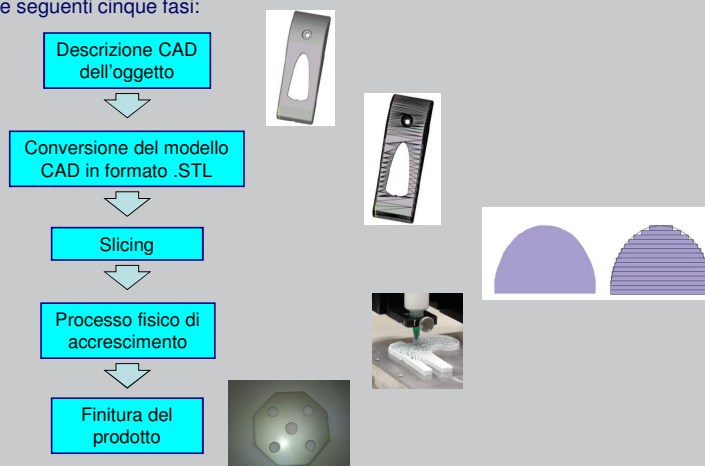 e seguenti cinque fasi:
Descrizione CAD
dell'oggetto
Conversione del modello
CAD in formato .STL
Slicing
Processo fisico di
accrescimento
Finitura del
prodotto